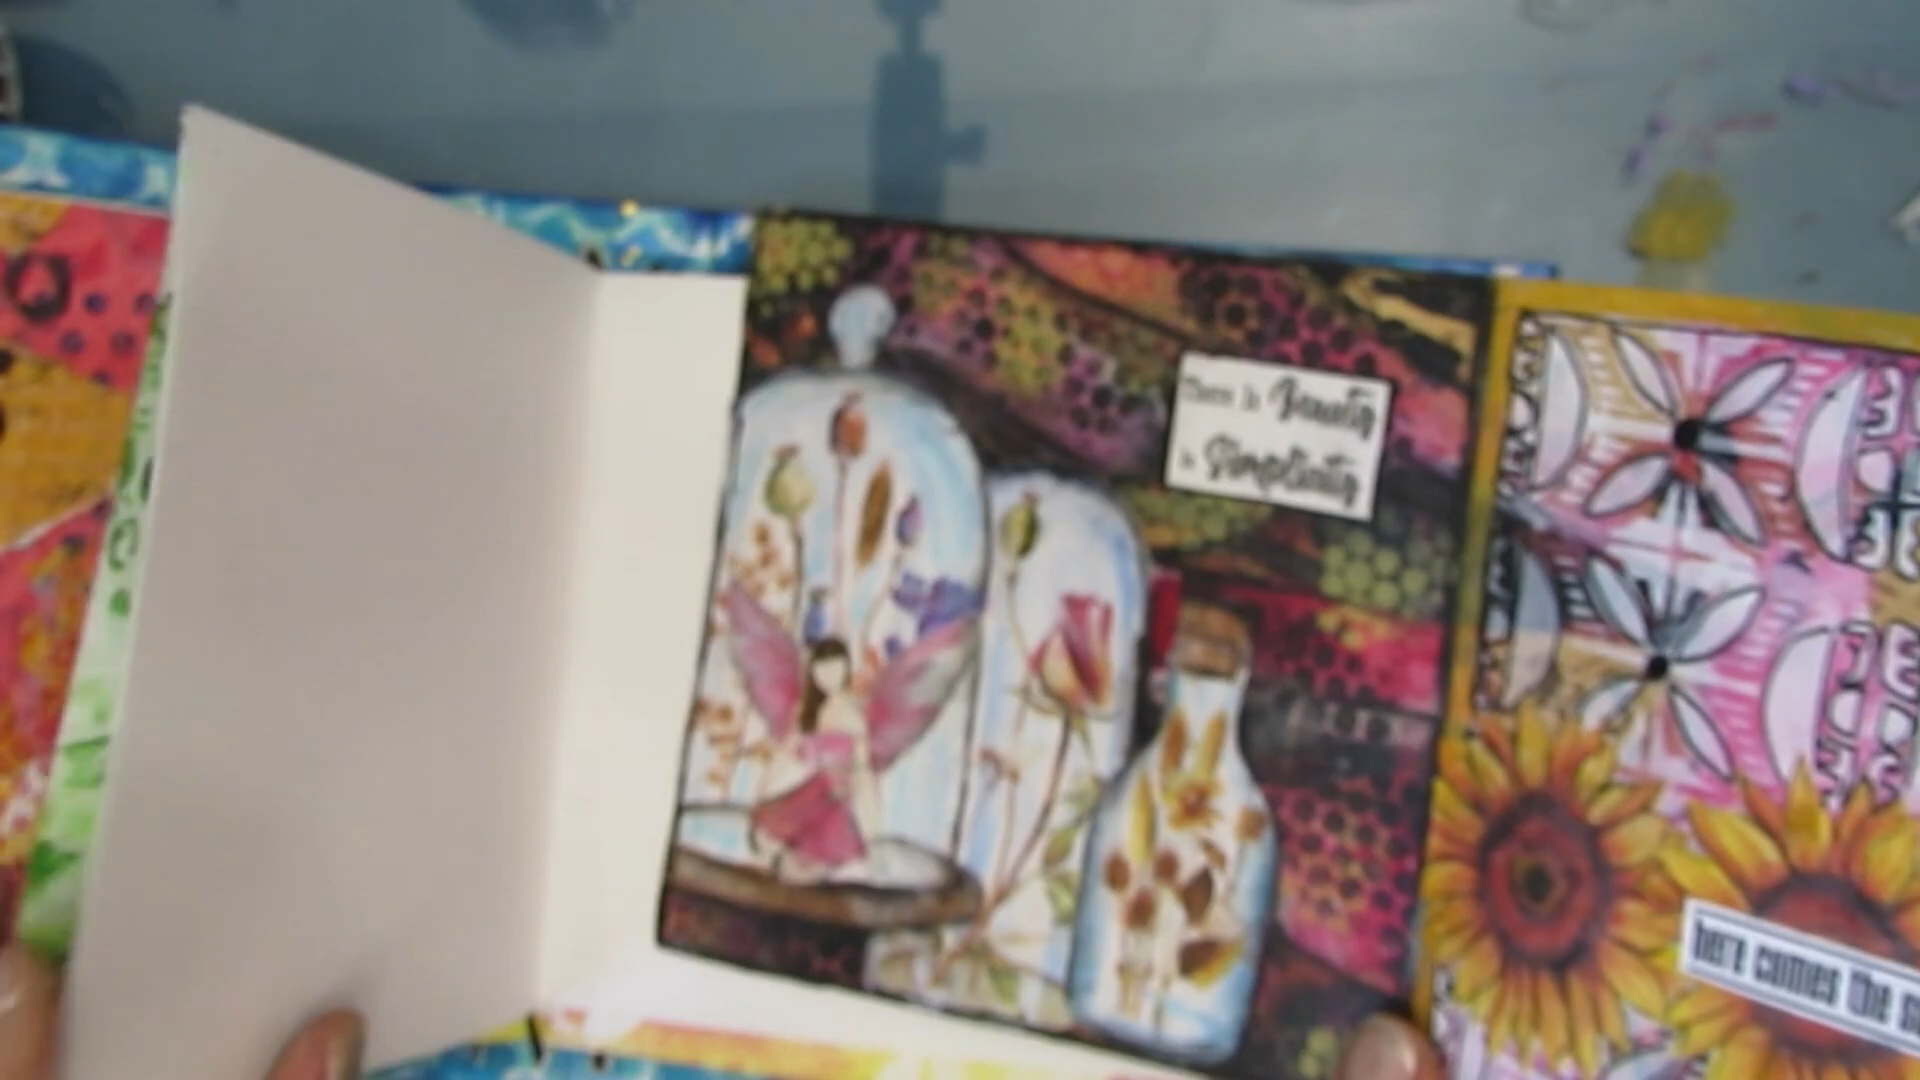 There is Beauty
in Simplicity
here comes the